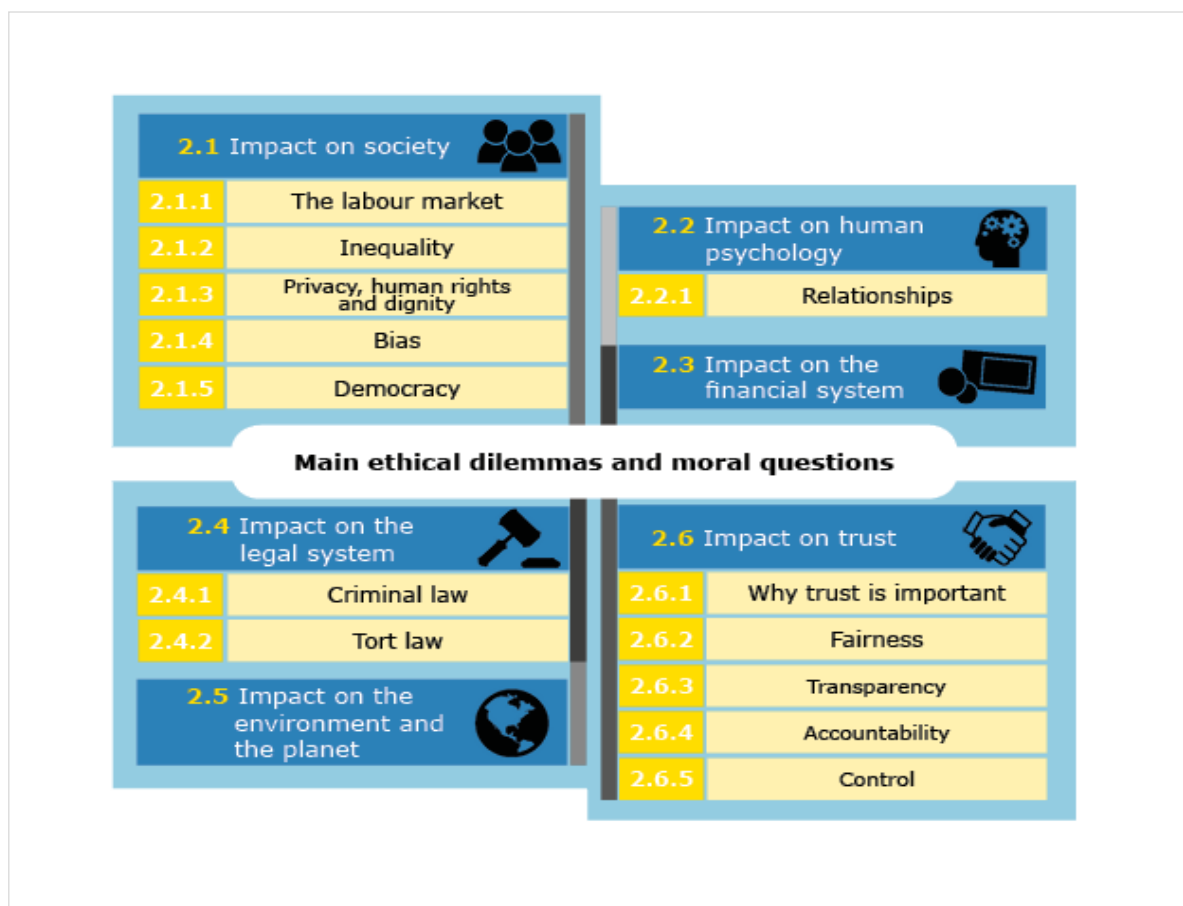 2.1 Impact on society
2.1.1 The labour market
2.1.2 Inequality
2.1.3 Privacy, human rights
and dignity
2.1.4 Bias
2.1.5 Democracy
2.2 Impact on human
psychology
2.2.1 Relationships
2.3 Impact on the
financial system
Main ethical dilemmas and moral questions
2.4 Impact on the
legal system
2.4.1 Criminal law
2.4.2 Tort law
2.5 Impact on the
environment and
the planet
2.6 Impact on trust
2.6.1 Why trust is important
2.6.2 Fairness
2.6.3 Transparency
2.6.4 Accountability
2.6.5 Control